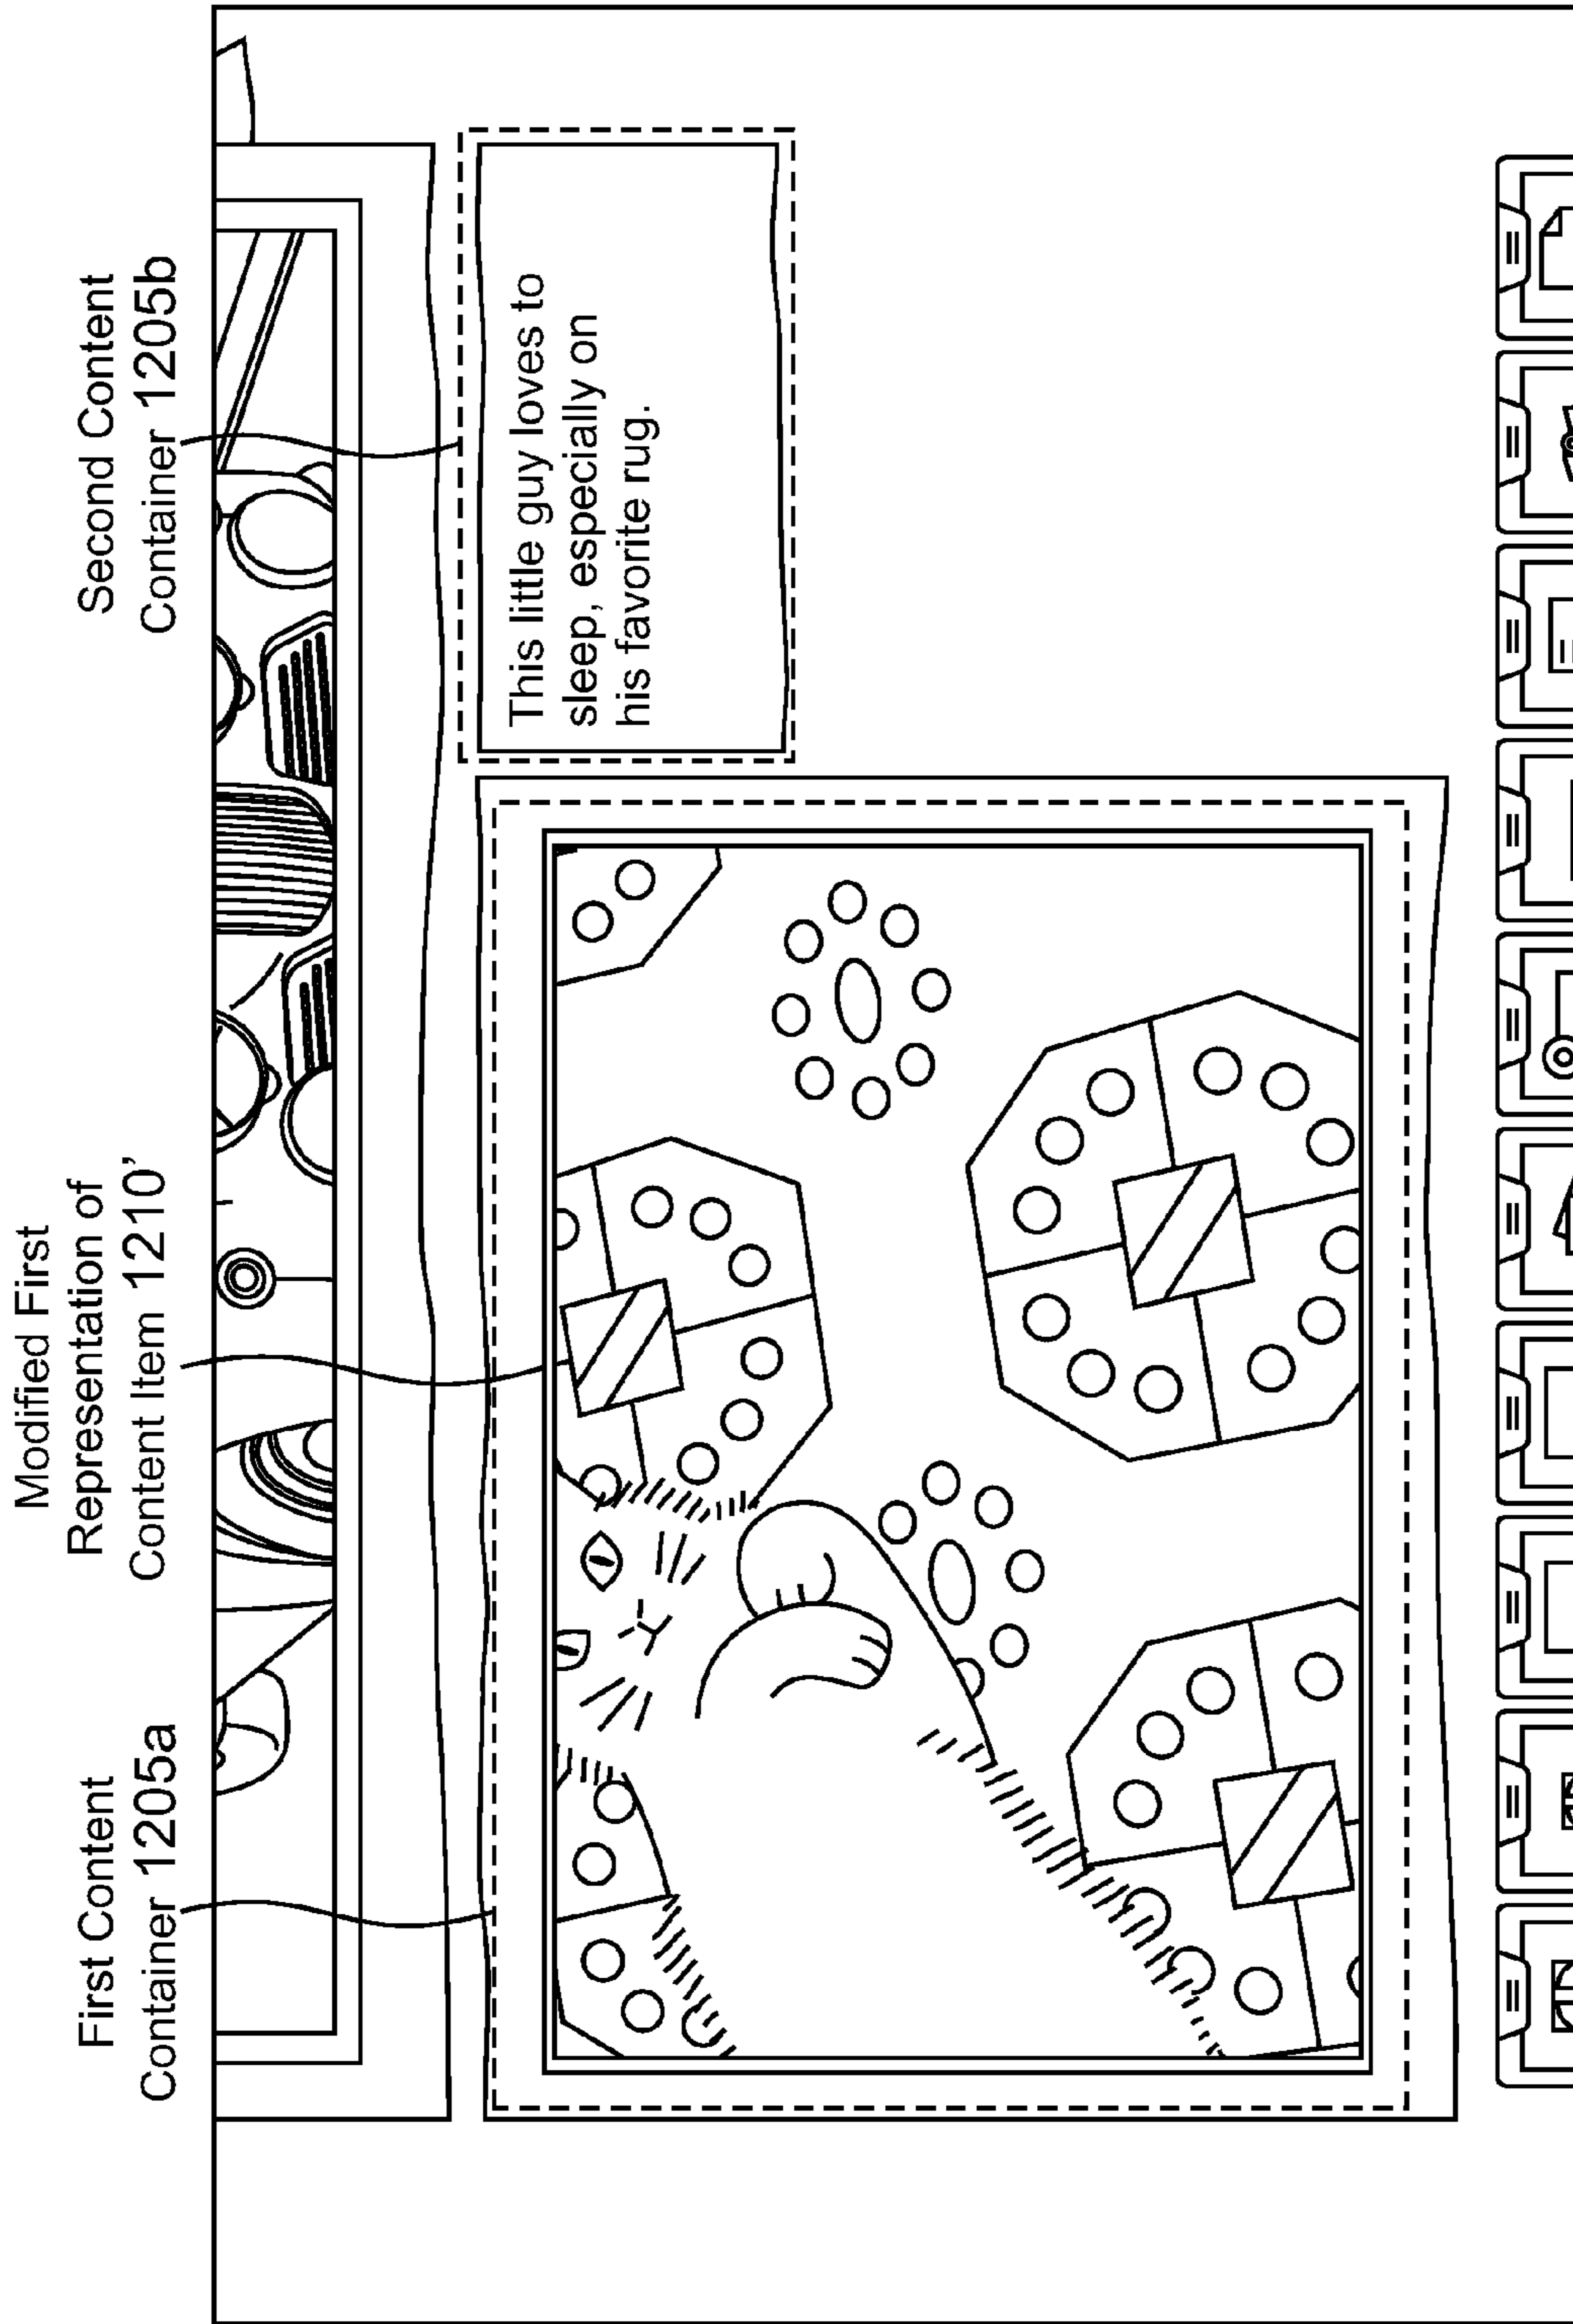 Modified First
Representation of
Content Item 1210’
First Content
Container 1205a
Second Content
Container 1205b
This little guy loves to
sleep, especially on
his favorite rug.